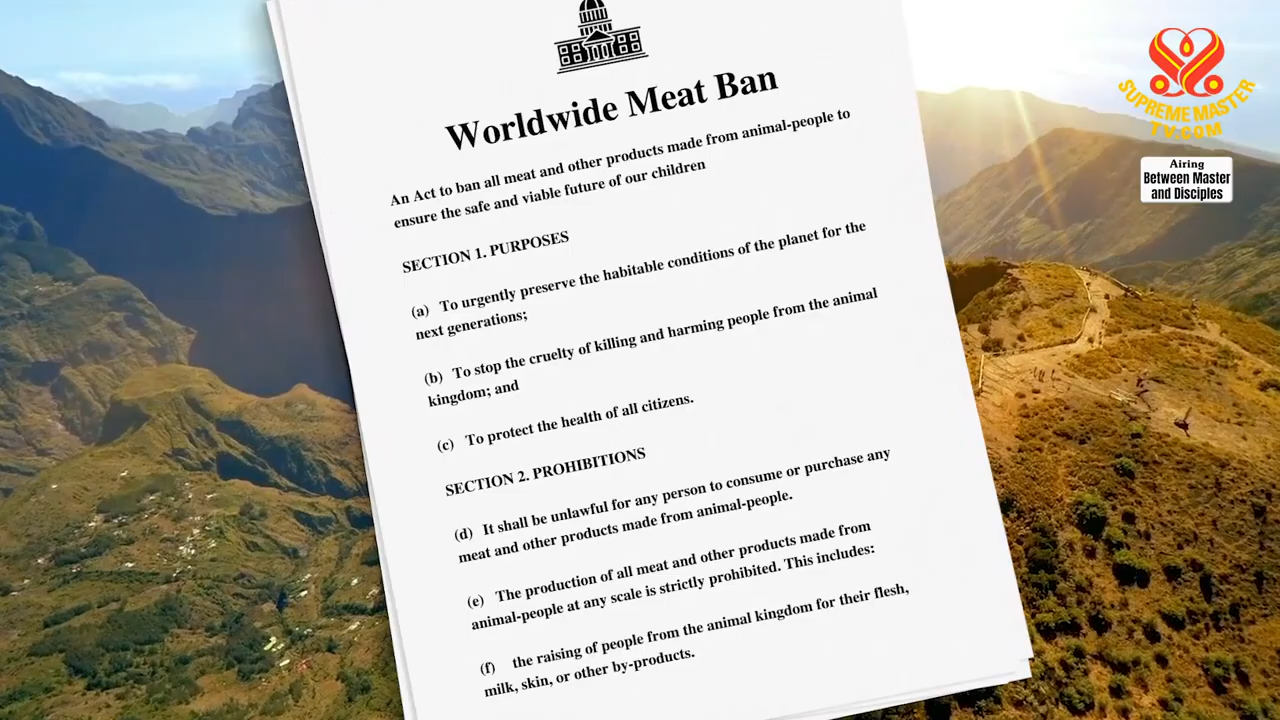 Worldwide Meat Ban
An Act to ban all meat and other products made from animal-people to
ensure the safe and viable future of our children
SECTION 1. PURPOSES
(a) To urgently preserve the habitable conditions of the planet for the
next generations;
(b) To stop the cruelty of killing and harming people from the animal
kingdom; and
(c) To protect the health of all citizens.
SECTION 2. PROHIBITIONS
(d) It shall be unlawful for any person to consume or purchase any
meat and other products made from animal-people.
(e) The production of all meat and other products made from
animal-people at any scale is strictly prohibited. This includes:
(f) the raising of people from the animal kingdom for their flesh,
milk, skin, or other by-products.
SUPREME MASTER
TV.COM
Airing
Between Master
and Disciples